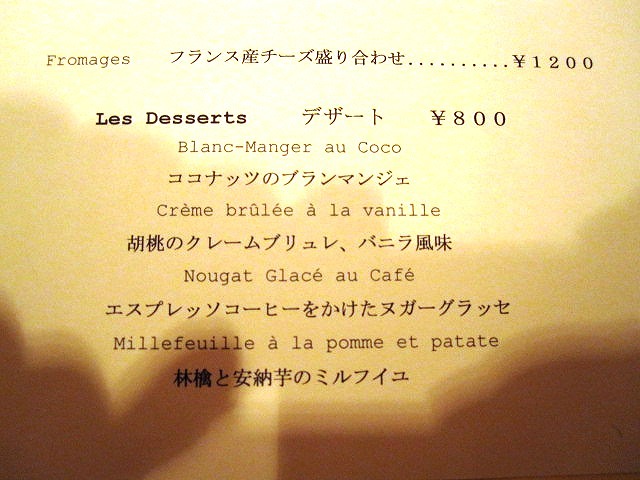 Fromages フランス産チーズ盛り合わせ..........￥１２００
Les Desserts デザート ￥８００
Blanc-Manger au Coco
ココナッツのブランマンジェ
Crème brûlée à la vanille
胡桃のクレームブリュレ、バニラ風味
Nougat Glacé au Café
エスプレッソコーヒーをかけたヌガーグラッセ
Millefeuille à la pomme et patate
林檎と安納芋のミルフイユ